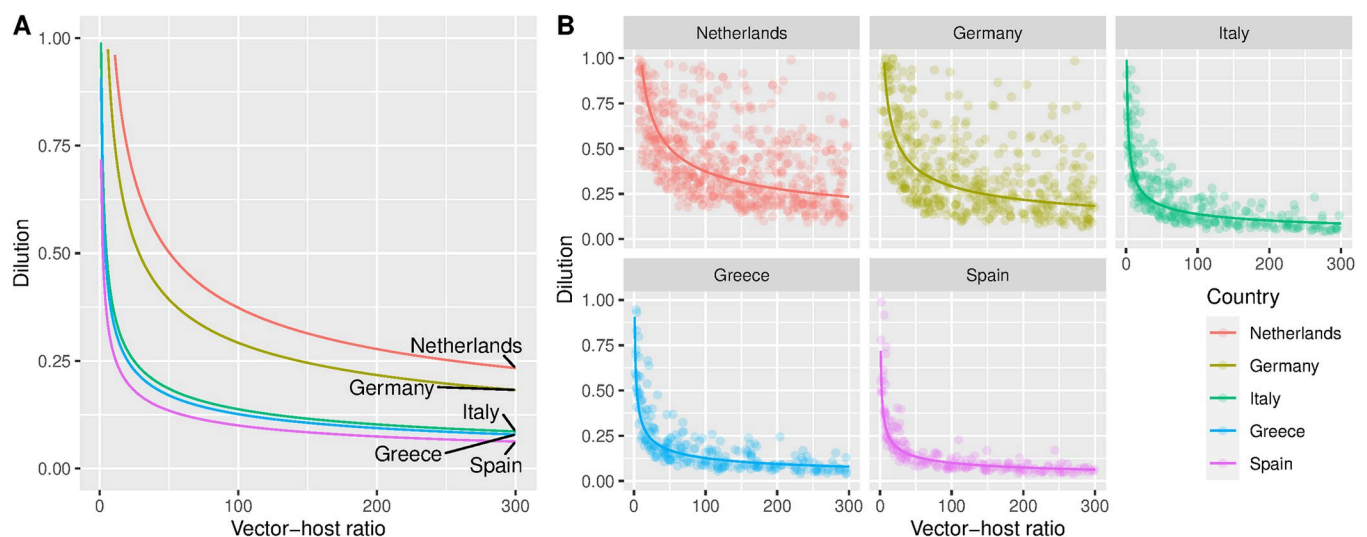 A
1.00
0.75
0.50
0.25
0.00
Dilution
Netherlands
Germany
Italy
Greece
Spain
0
100
200
300
Vector−host ratio
B
Netherlands
Germany
Italy
1.00
0.75
0.50
0.25
0.00
0
100
200
300
Dilution
Greece
Spain
1.00
0.75
0.50
0.25
0.00
0
100
200
300
0
100
200
300
Vector−host ratio
Country
Netherlands
Germany
Italy
Greece
Spain